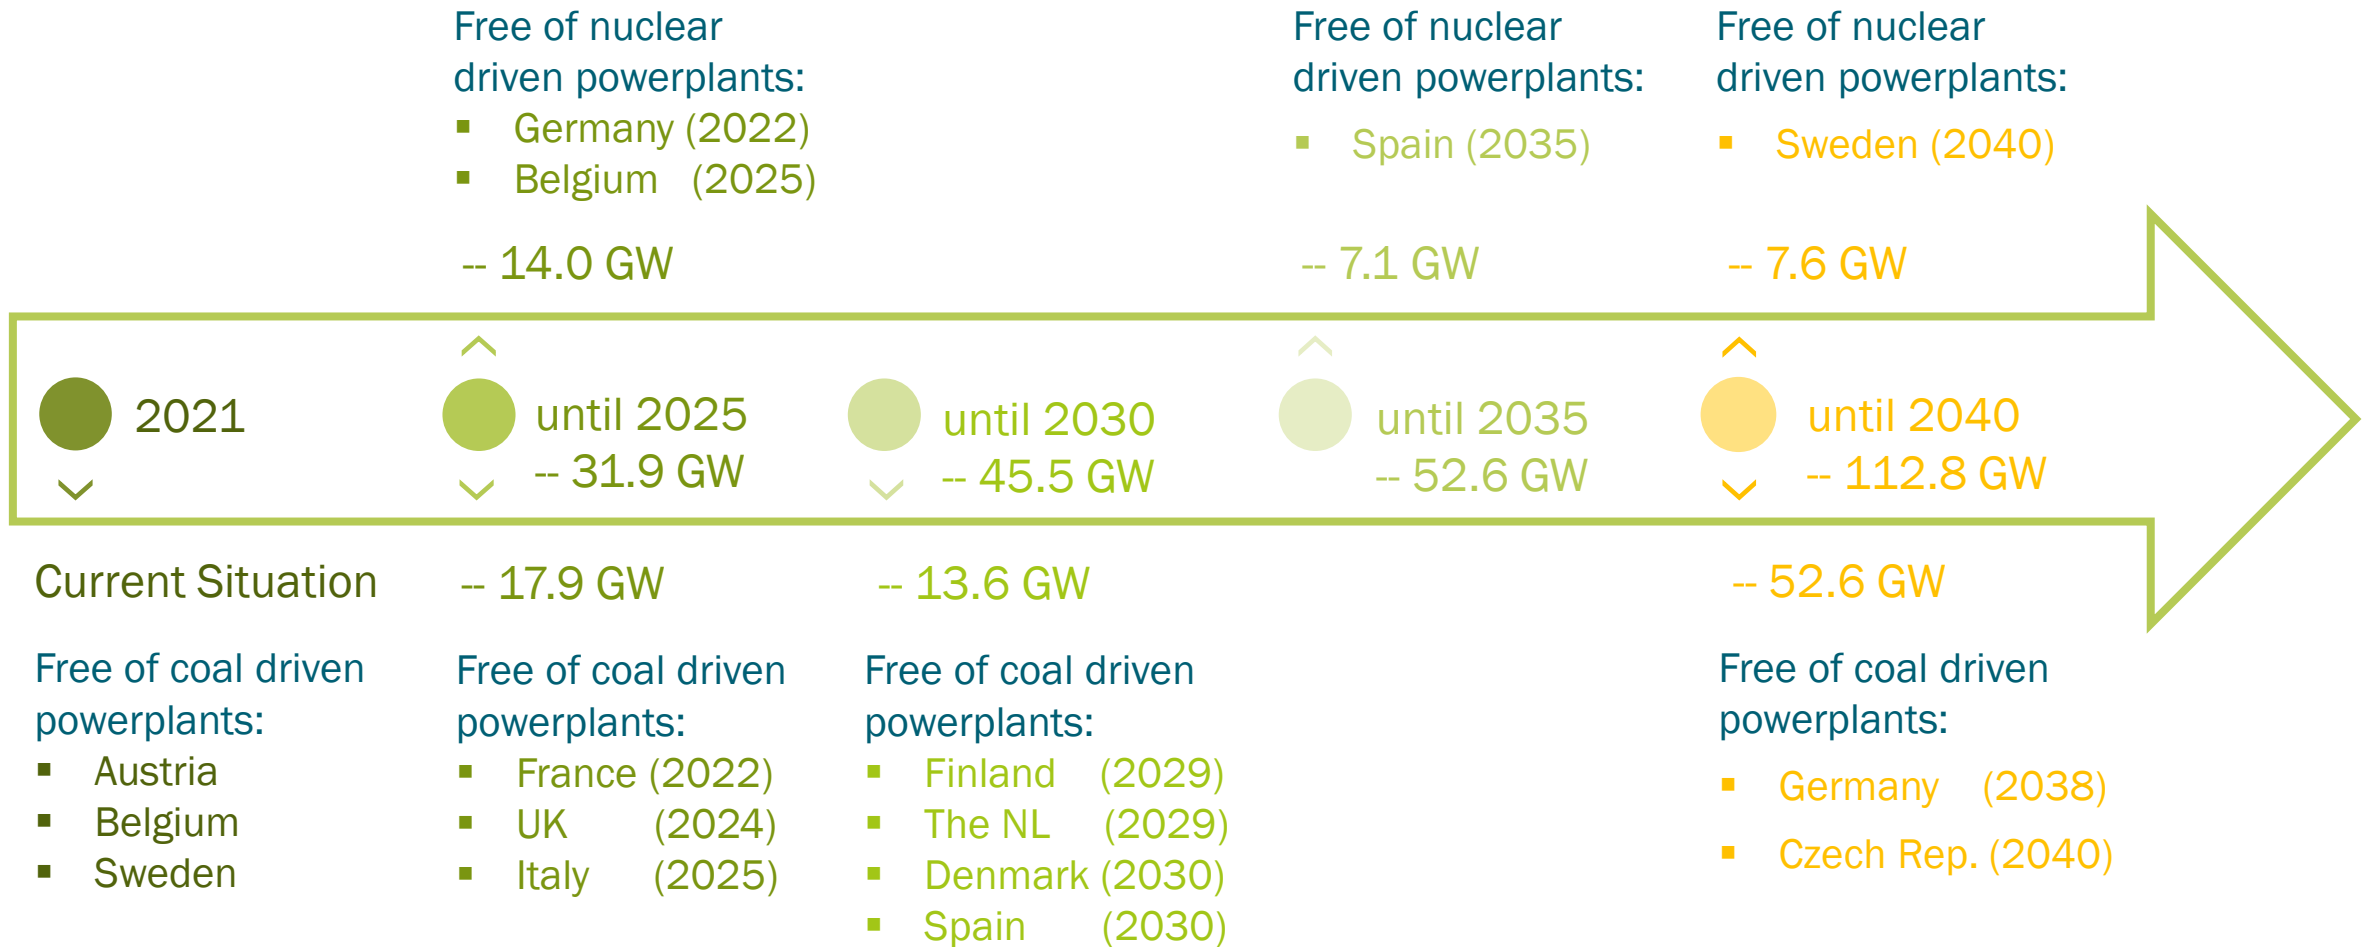 Free of nuclear
driven powerplants:
▪ Germany (2022)
▪ Belgium (2025)
-- 14.0 GW
Free of nuclear
driven powerplants:
▪ Spain (2035)
-- 7.1 GW
Free of nuclear
driven powerplants:
▪ Sweden (2040)
-- 7.6 GW
2021
until 2025
-- 31.9 GW
until 2030
-- 45.5 GW
until 2035
-- 52.6 GW
until 2040
-- 112.8 GW
Current Situation
Free of coal driven
powerplants:
▪ Austria
▪ Belgium
▪ Sweden
-- 17.9 GW
Free of coal driven
powerplants:
▪ France (2022)
▪ UK (2024)
▪ Italy (2025)
-- 13.6 GW
Free of coal driven
powerplants:
▪ Finland (2029)
▪ The NL (2029)
▪ Denmark (2030)
▪ Spain (2030)
-- 52.6 GW
Free of coal driven
powerplants:
▪ Germany (2038)
▪ Czech Rep. (2040)